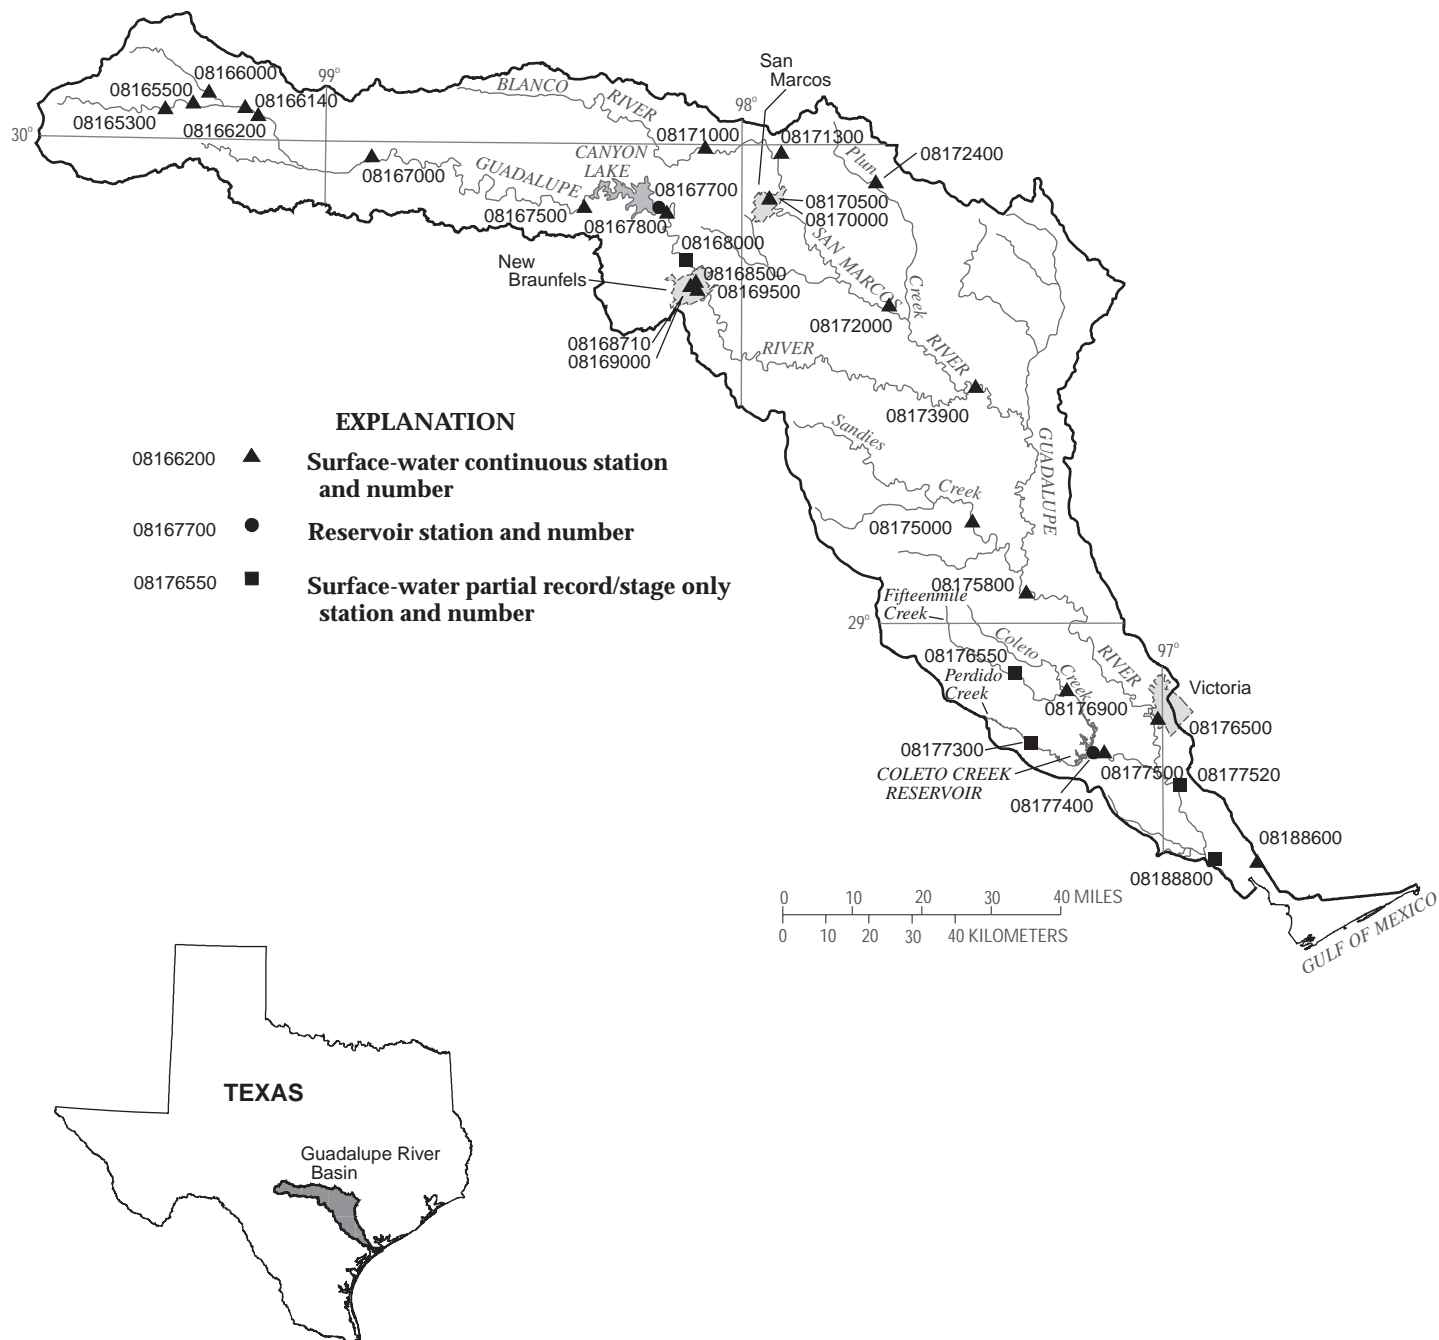 San
Marcos
99°
98°
BLANCO
RIVER
08166000
08165500
08166140
08165300
08166200
30°
08171000
08171300
Plun
08172400
CANYON
LAKE
08167000
GUADALUPE
08167700
08170500
08170000
08167500
08167800
SAN MARCOS
08168000
New
Braunfels
08168500
08169500
Creek
08172000
08168710
08169000
RIVER
RIVER
08173900
EXPLANATION
08166200 Surface-water continuous station
and number
08167700 Reservoir station and number
08176550 Surface-water partial record/stage only
station and number
Sandies
Creek
GUADALUPE
08175000
08175800
Fifteenmile
Creek
29°
Coleto
Creek
RIVER
97°
08176550
Perdido
Creek
Victoria
08176900
08176500
08177300
COLETO CREEK
RESERVOIR
08177500
08177520
08177400
08188600
08188800
0 10 20 30 40 MILES
0 10 20 30 40 KILOMETERS
GULF OF MEXICO
TEXAS
Guadalupe River
Basin